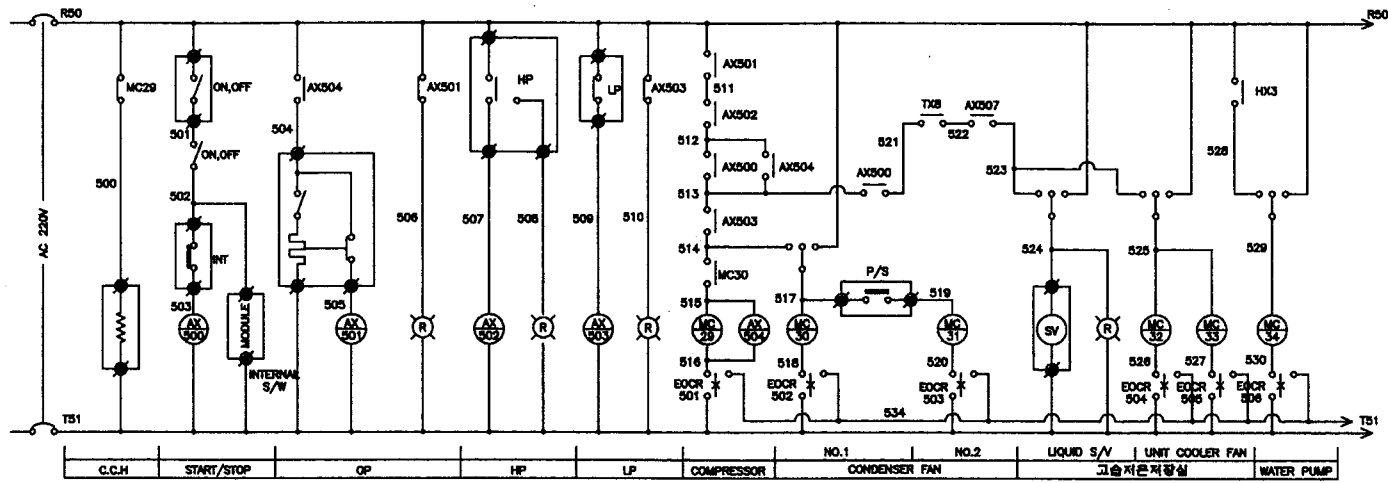 R50
R50
AC 220V
MC29
500
C.C.H
ON,OFF
501
ON,OFF
502
INT
503
AX
500
MODULE
INTERNAL
S/W
START/STOP
AX504
504
505
AX
501
AX501
506
R
OP
HP
507
508
AX
502
R
HP
LP
509
AX
503
AX503
510
R
LP
AX501
511
AX502
512
AX500
AX504
513
AX503
514
MC30
515
MC
29
AX
504
516
EOCR
501
COMPRESSOR
AX500
521
TX8
522
AX507
523
517
P/S
519
MC
30
518
EOCR
502
MC
31
520
EOCR
503
534
NO.1
NO.2
CONDENSER FAN
524
SV
R
LIQUID S/V
525
MC
32
526
EOCR
504
MC
33
527
EOCR
505
UNIT COOLER FAN
고습저온저장실
HX3
528
529
MC
34
530
EOCR
506
WATER PUMP
T51
T51